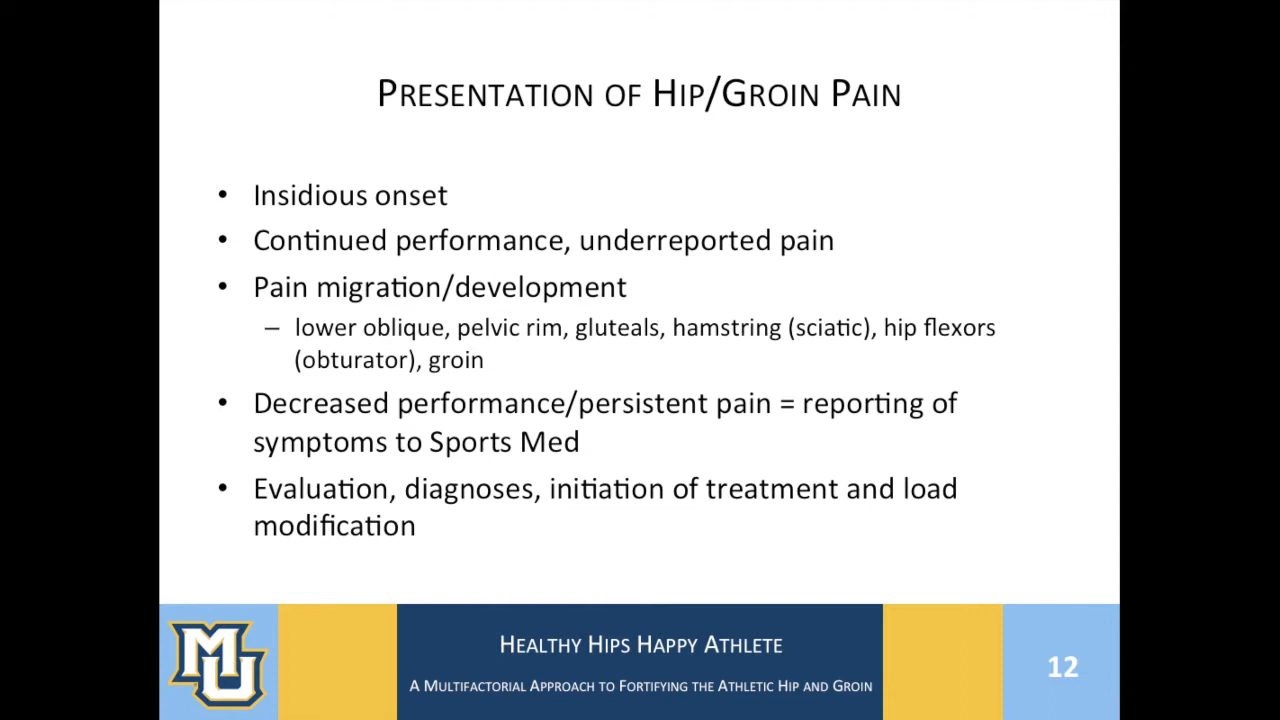 Presentation of Hip/Groin Pain
• Insidious onset
• Continued performance, underreported pain
• Pain migration/development
– lower oblique, pelvic rim, gluteals, hamstring (sciatic), hip flexors
(obturator), groin
• Decreased performance/persistent pain = reporting of
symptoms to Sports Med
• Evaluation, diagnoses, initiation of treatment and load
modification
MU
Healthy Hips Happy Athlete
A Multifactorial Approach to Fortifying the Athletic Hip and Groin
12